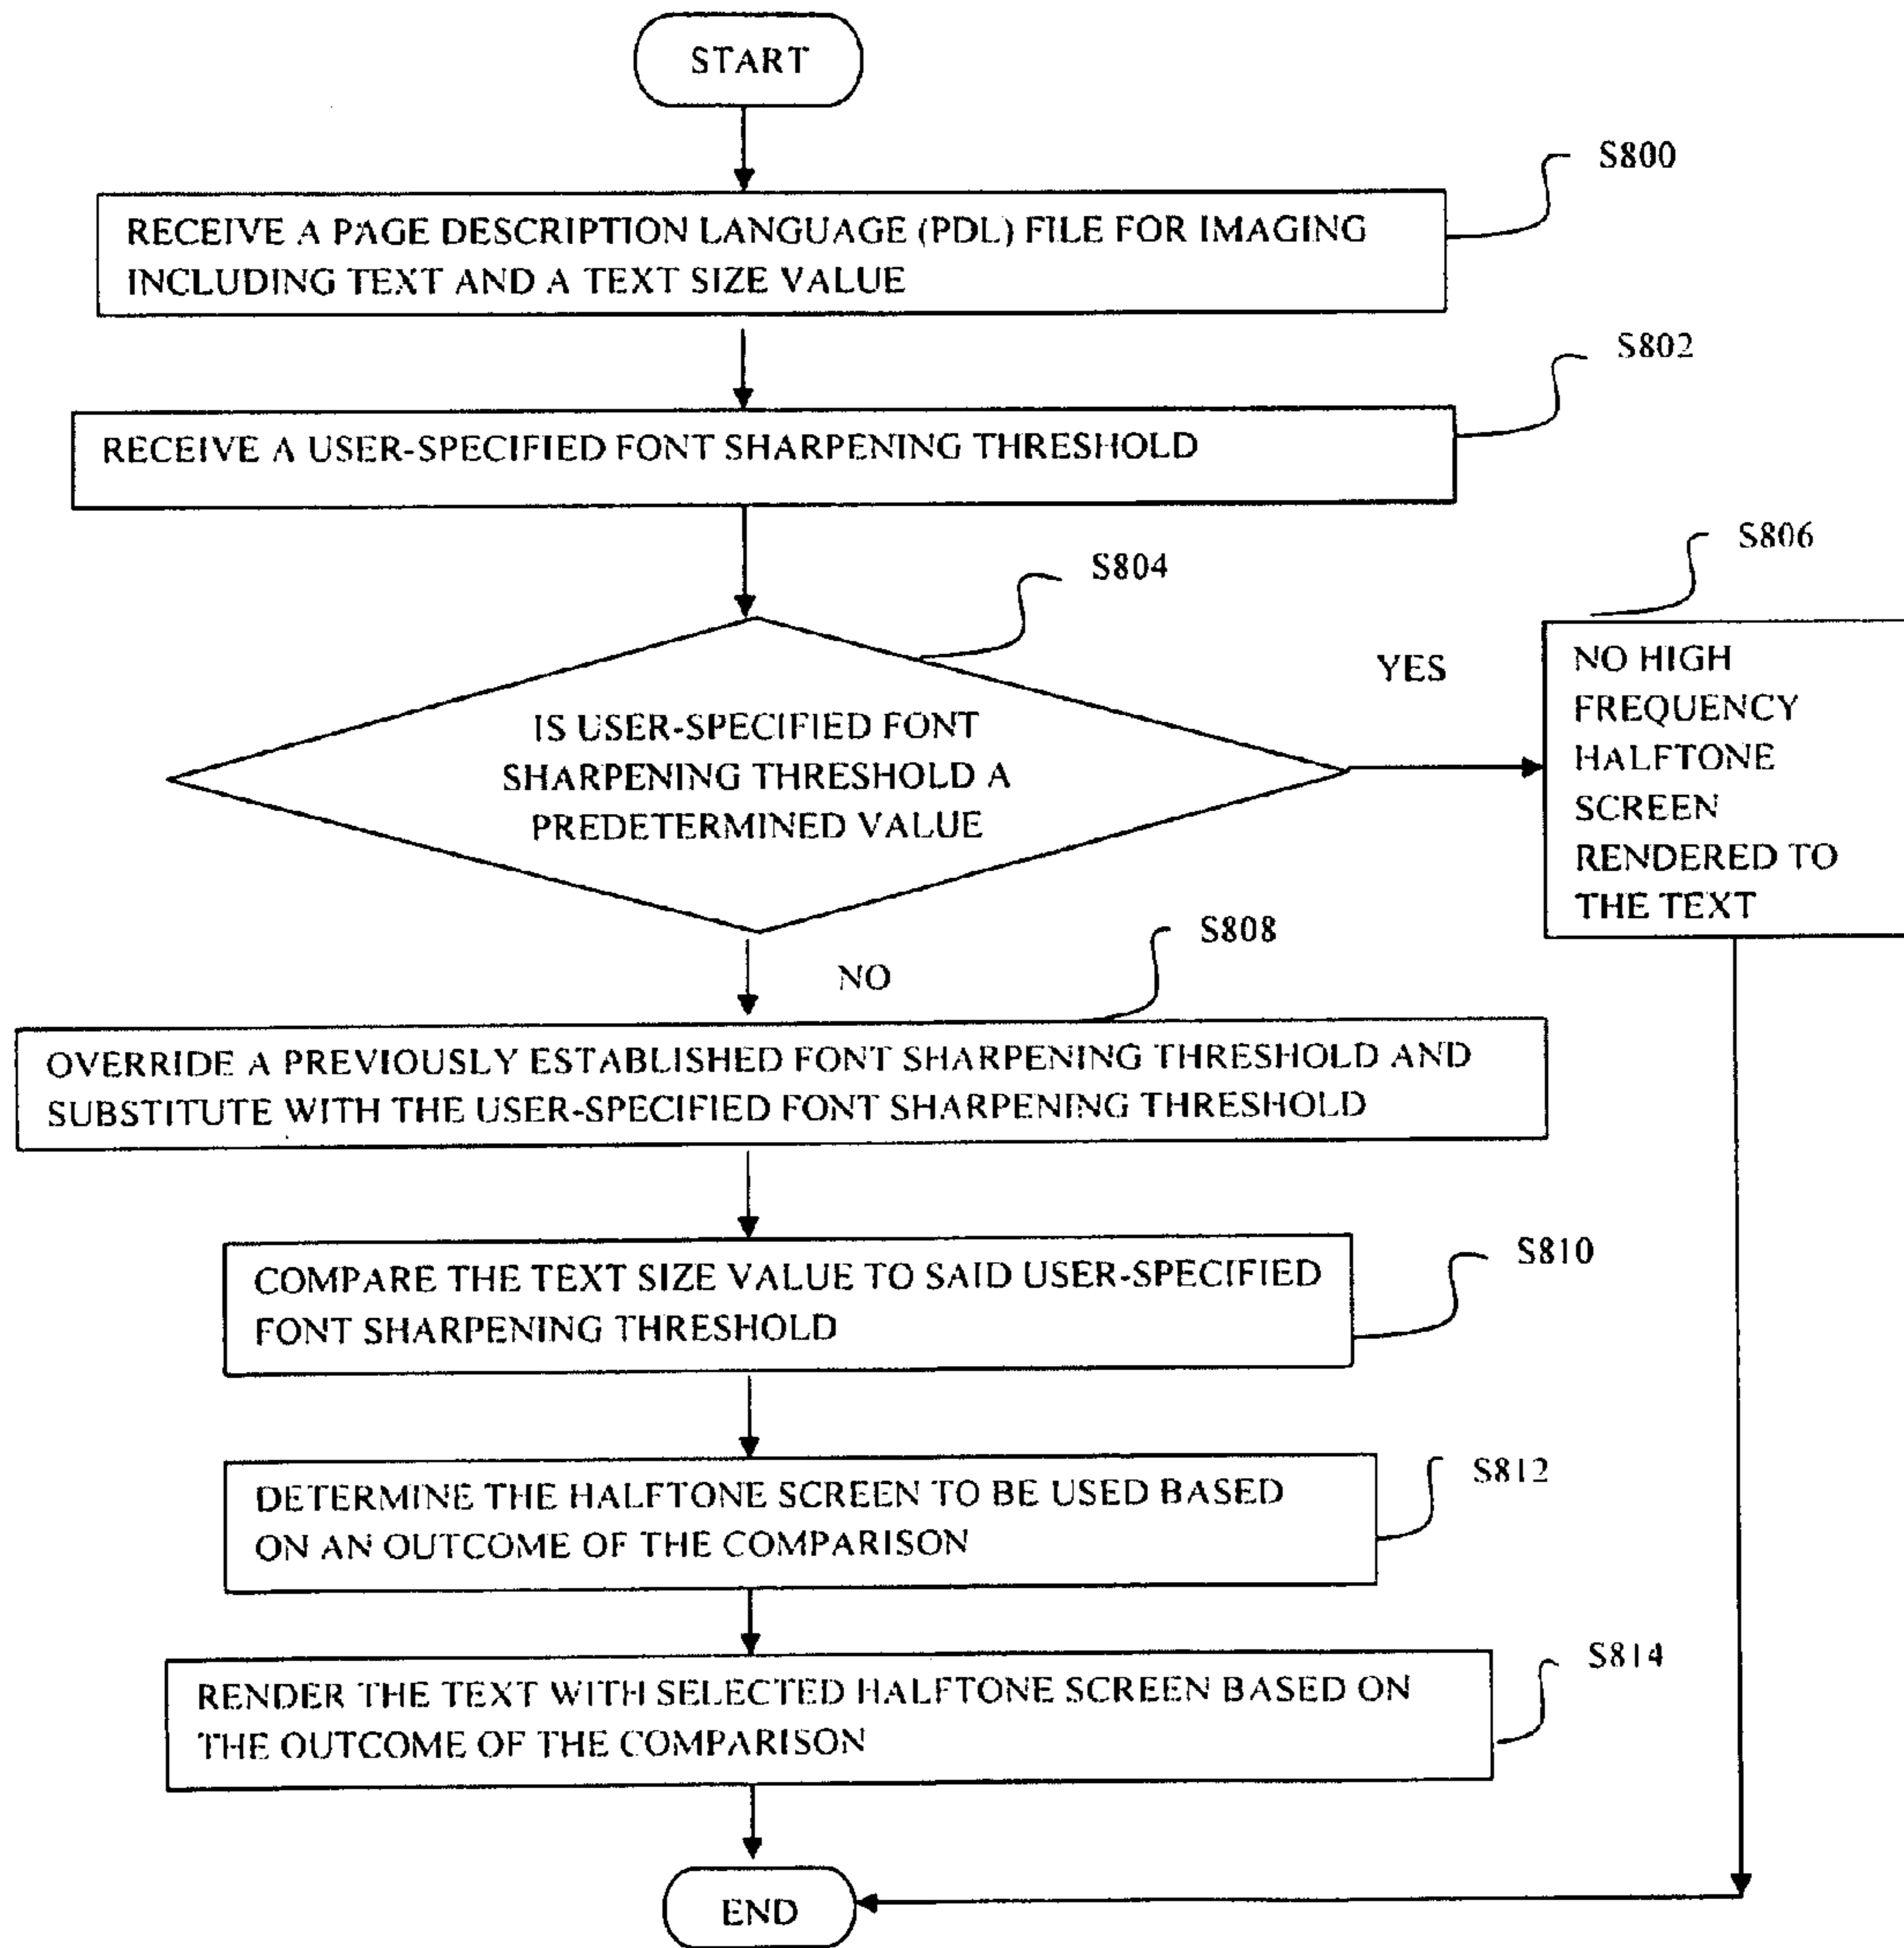 START
S800
RECEIVE A PAGE DESCRIPTION LANGUAGE (PDL) FILE FOR IMAGING
INCLUDING TEXT AND A TEXT SIZE VALUE
S802
RECEIVE A USER-SPECIFIED FONT SHARPENING THRESHOLD
S804
IS USER-SPECIFIED FONT
SHARPENING THRESHOLD A
PREDETERMINED VALUE
YES
S806
NO HIGH
FREQUENCY
HALFTONE
SCREEN
RENDERED TO
THE TEXT
NO
S808
OVERRIDE A PREVIOUSLY ESTABLISHED FONT SHARPENING THRESHOLD AND
SUBSTITUTE WITH THE USER-SPECIFIED FONT SHARPENING THRESHOLD
S810
COMPARE THE TEXT SIZE VALUE TO SAID USER-SPECIFIED
FONT SHARPENING THRESHOLD
S812
DETERMINE THE HALFTONE SCREEN TO BE USED BASED
ON AN OUTCOME OF THE COMPARISON
S814
RENDER THE TEXT WITH SELECTED HALFTONE SCREEN BASED ON
THE OUTCOME OF THE COMPARISON
END